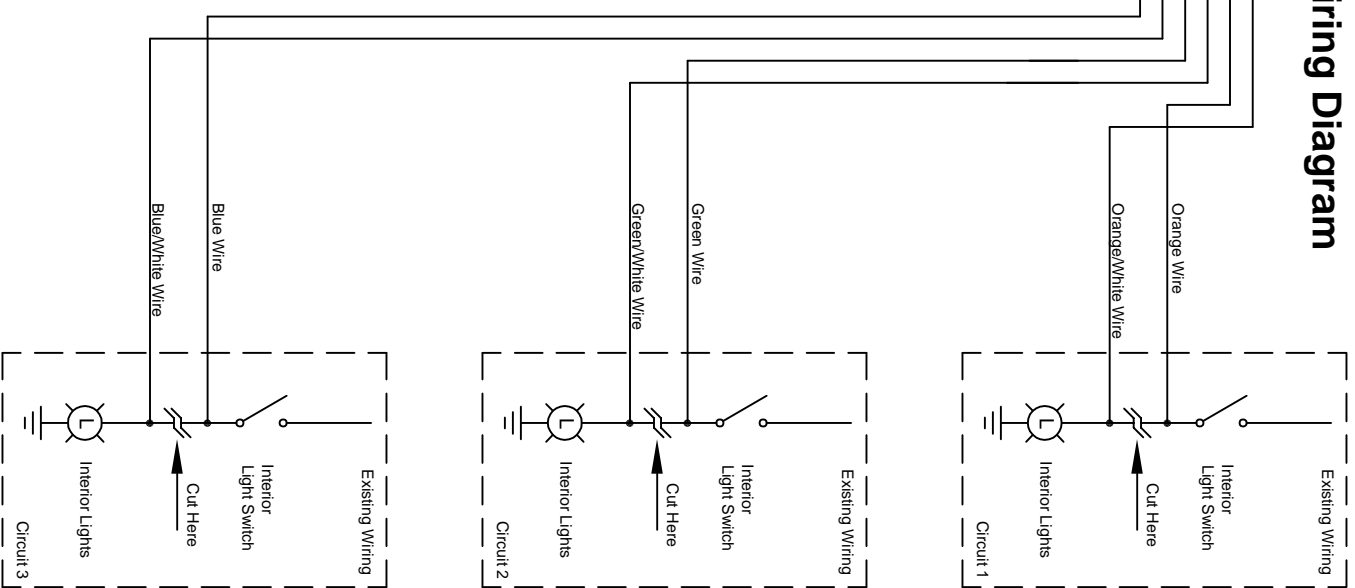 iring Diagram
Orange Wire
Orange/White Wire
Existing Wiring
Interior
Light Switch
Cut Here
Interior Lights
L
Circuit 1
Green Wire
Green/White Wire
Existing Wiring
Interior
Light Switch
Cut Here
Interior Lights
L
Circuit 2
Blue Wire
Blue/White Wire
Existing Wiring
Interior
Light Switch
Cut Here
Interior Lights
L
Circuit 3